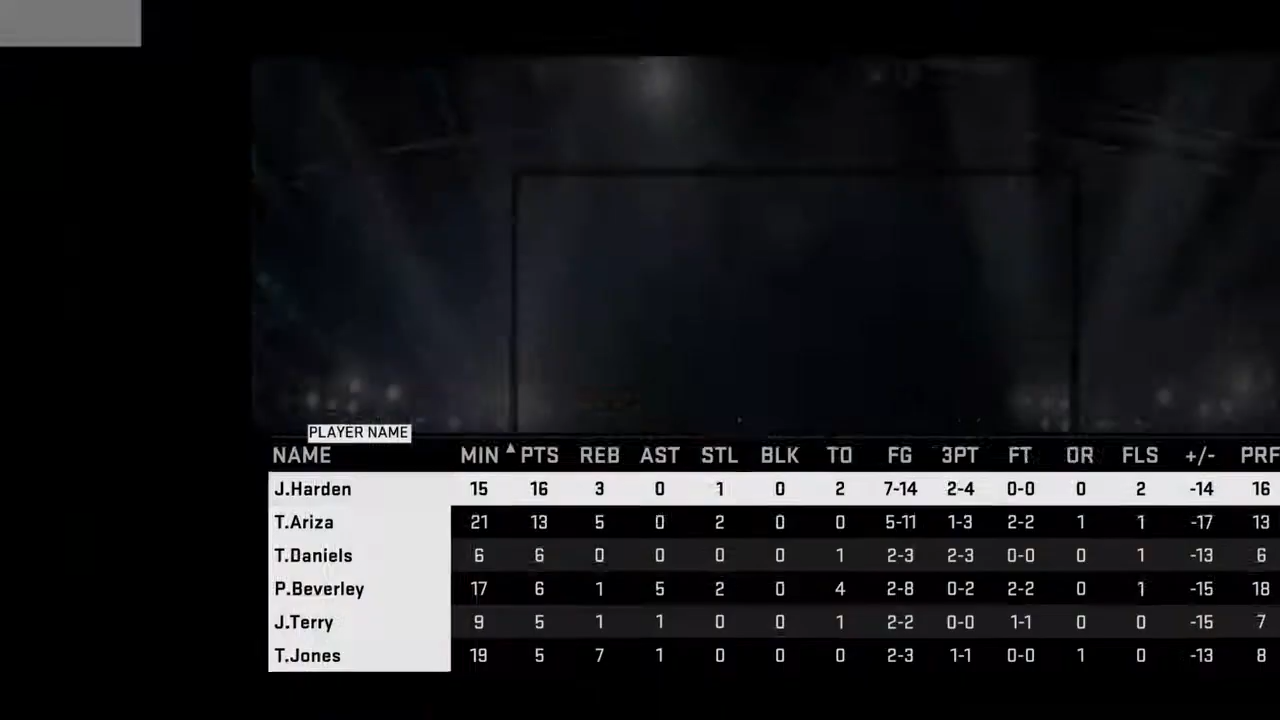 PLAYER NAME
NAME MIN PTS REB AST STL BLK TO FG 3PT FT OR FLS +/- PRF
J.Harden 15 16 3 0 1 0 2 7-14 2-4 0-0 0 2 -14 16
T.Ariza 21 13 5 0 2 0 0 5-11 1-3 2-2 1 1 -17 13
T.Daniels 6 6 0 0 0 0 1 2-3 2-3 0-0 0 1 -13 6
P.Beverley 17 6 1 5 2 0 4 2-8 0-2 2-2 0 1 -15 18
J.Terry 9 5 1 1 0 0 1 2-2 0-0 1-1 0 0 -15 7
T.Jones 19 5 7 1 0 0 0 2-3 1-1 0-0 1 0 -13 8